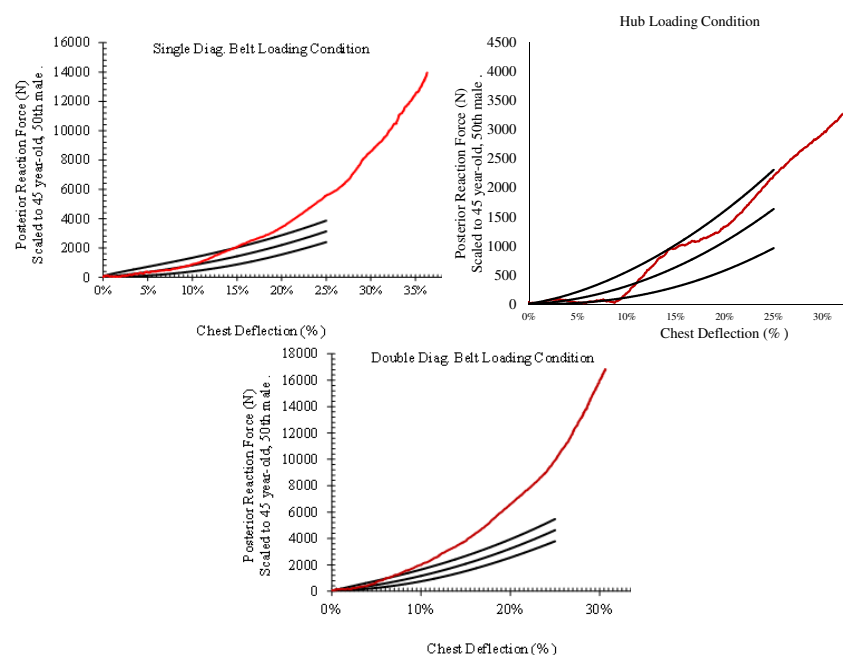 Single Diag. Belt Loading Condition
Posterior Reaction Force (N)
Scaled to 45 year-old, 50th male .
16000
14000
12000
10000
8000
6000
4000
2000
0
0% 5% 10% 15% 20% 25% 30% 35%
Chest Deflection (%)
Hub Loading Condition
Posterior Reaction Force (N)
Scaled to 45 year-old, 50th male .
4500
4000
3500
3000
2500
2000
1500
1000
500
0
0% 5% 10% 15% 20% 25% 30%
Chest Deflection (% )
Double Diag. Belt Loading Condition
Posterior Reaction Force (N)
Scaled to 45 year-old, 50th male .
18000
16000
14000
12000
10000
8000
6000
4000
2000
0
0% 10% 20% 30%
Chest Deflection (%)